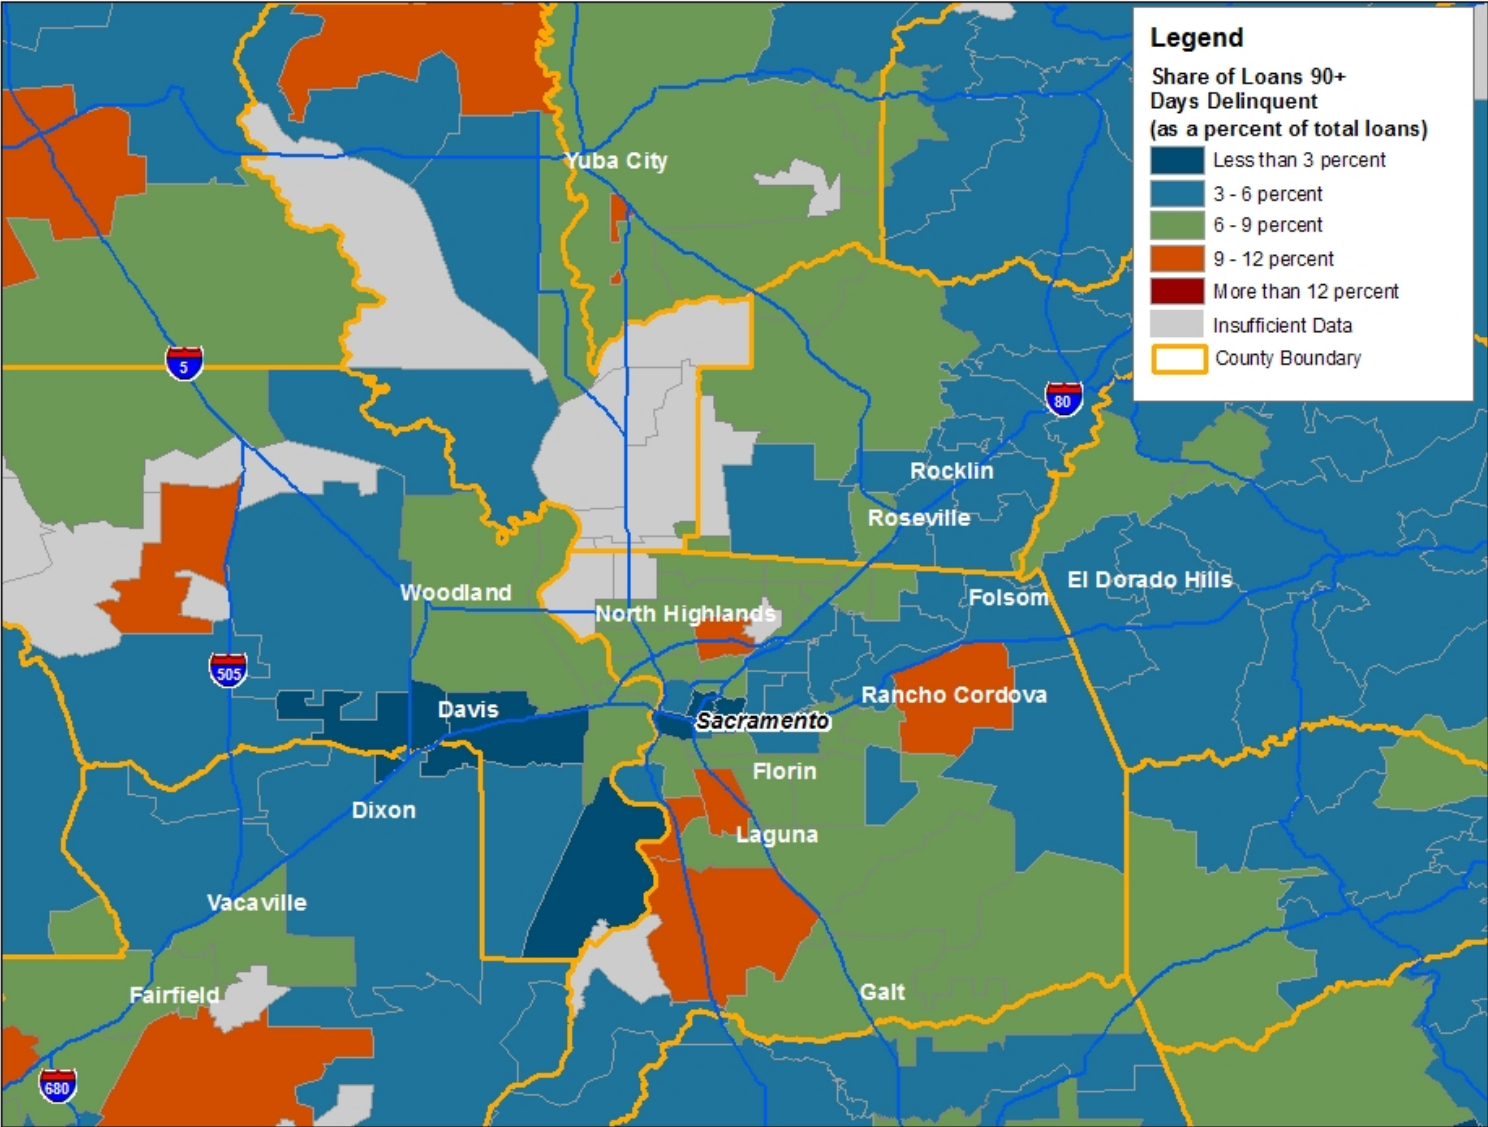 Legend
Share of Loans 90+
Days Delinquent
(as a percent of total loans)
Less than 3 percent
3 - 6 percent
6 - 9 percent
9 - 12 percent
More than 12 percent
Insufficient Data
County Boundary
Yuba City
5
80
Rocklin
Roseville
Woodland
El Dorado Hills
Folsom
North Highlands
505
Rancho Cordova
Davis
Sacramento
Florin
Dixon
Laguna
Vacaville
Fairfield
Galt
680